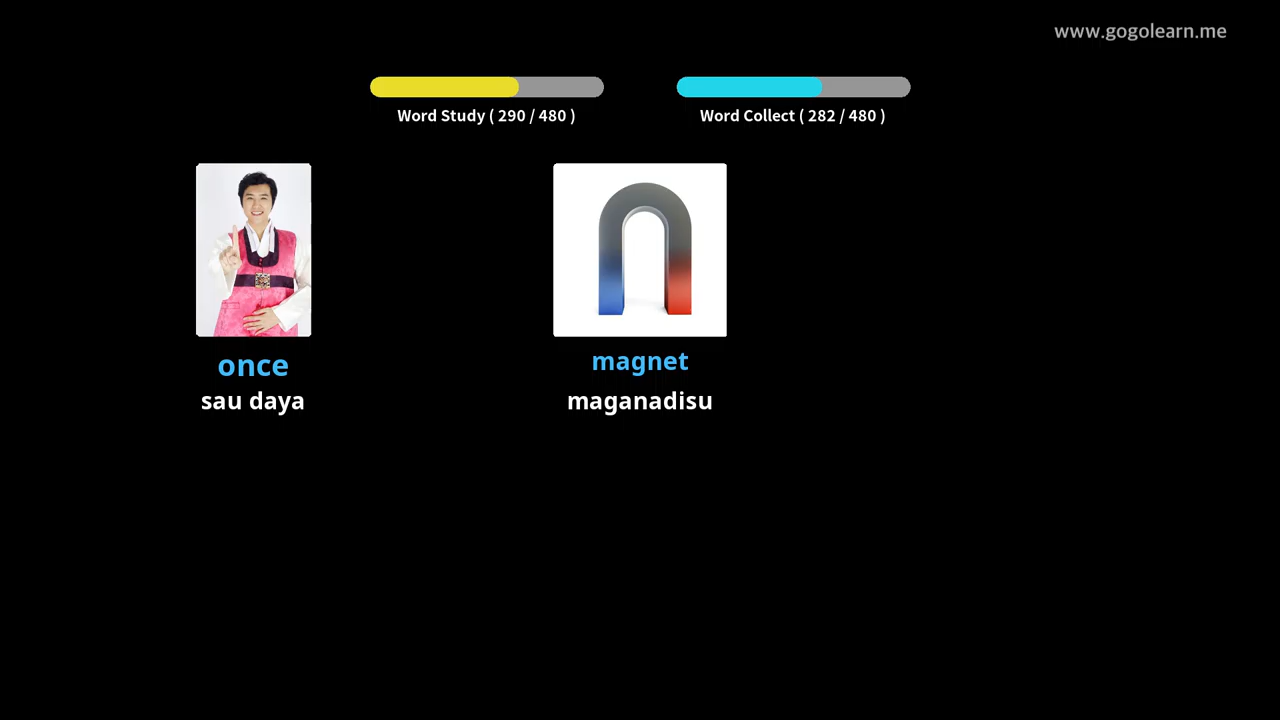 www.gogolearn.me
Word Study ( 290 / 480 )
Word Collect ( 282 / 480 )
once
sau daya
magnet
maganadisu